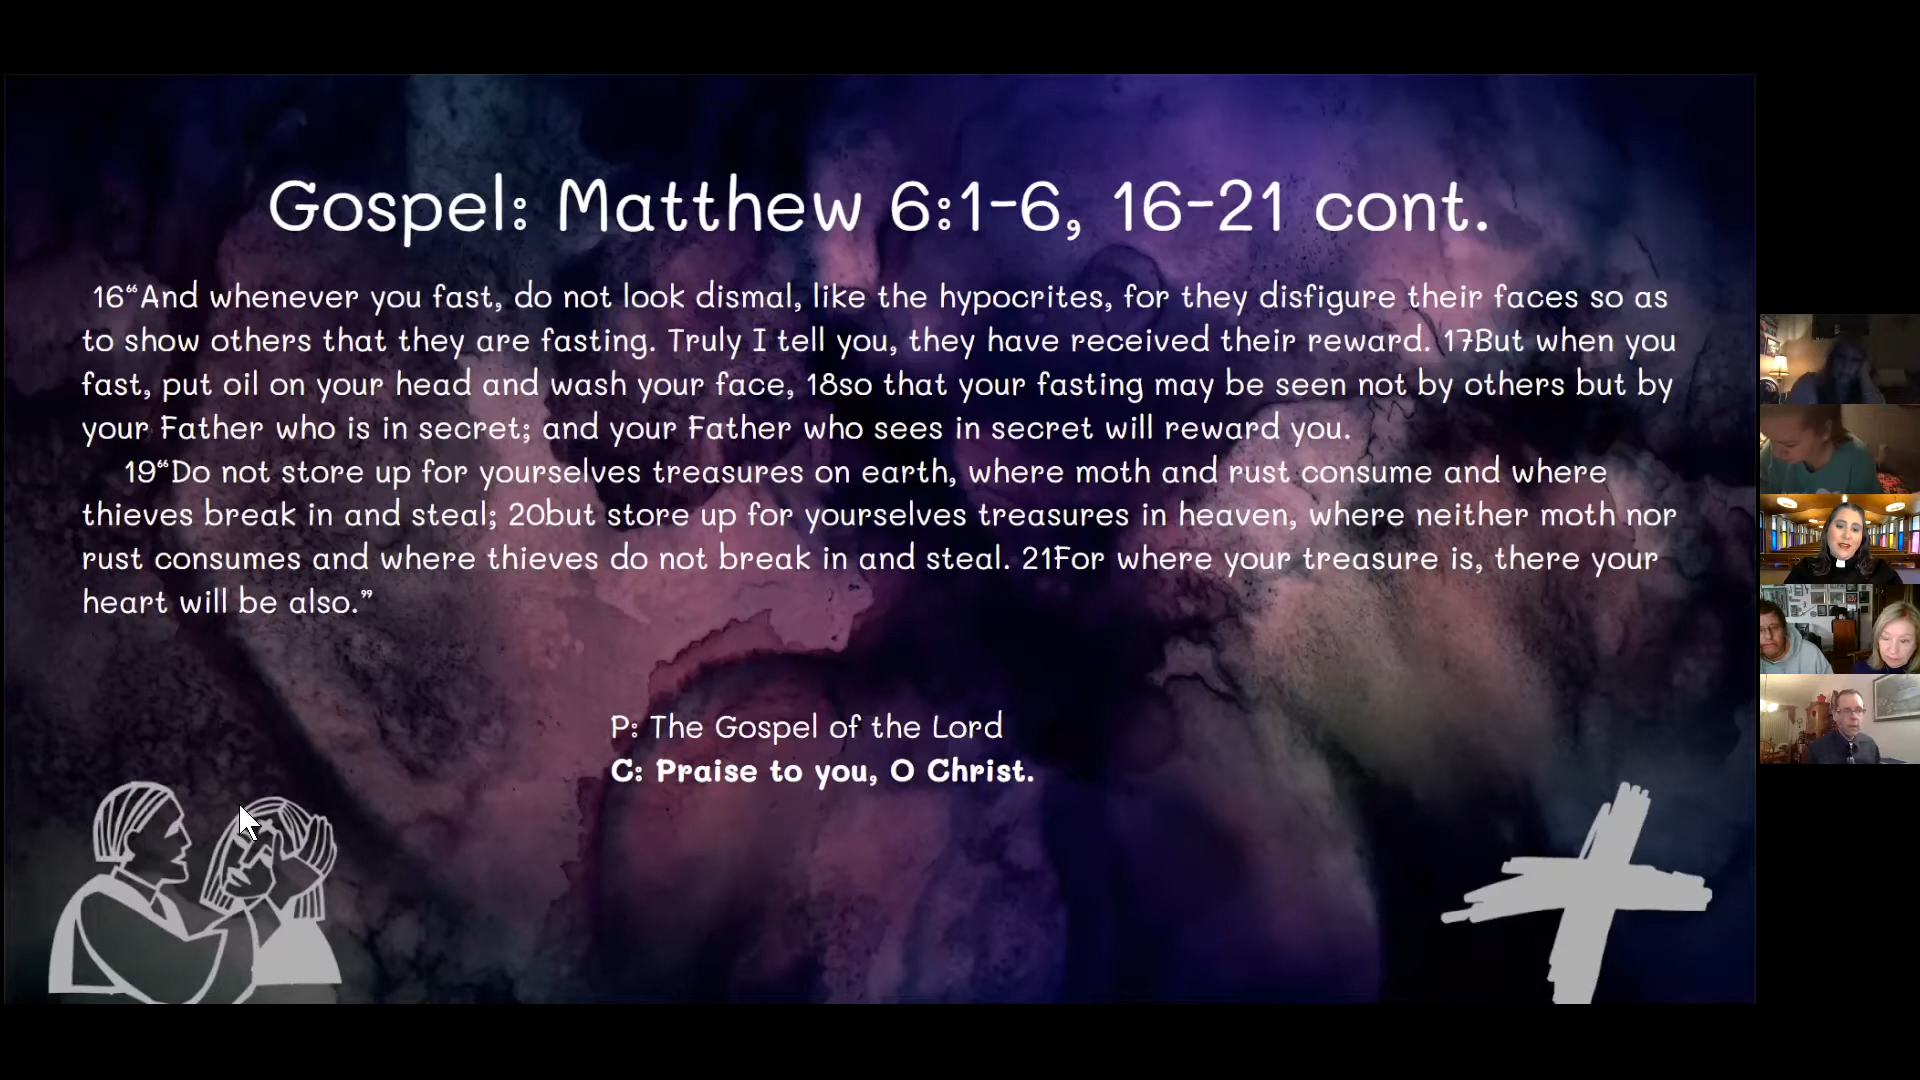 Gospel: Matthew 6:1-6, 16-21 cont.
16“And whenever you fast, do not look dismal, like the hypocrites, for they disfigure their faces so as
to show others that they are fasting. Truly I tell you, they have received their reward. 17But when you
fast, put oil on your head and wash your face, 18so that your fasting may be seen not by others but by
your Father who is in secret; and your Father who sees in secret will reward you.
19“Do not store up for yourselves treasures on earth, where moth and rust consume and where
thieves break in and steal; 20but store up for yourselves treasures in heaven, where neither moth nor
rust consumes and where thieves do not break in and steal. 21For where your treasure is, there your
heart will be also.”
P: The Gospel of the Lord
C: Praise to you, O Christ.